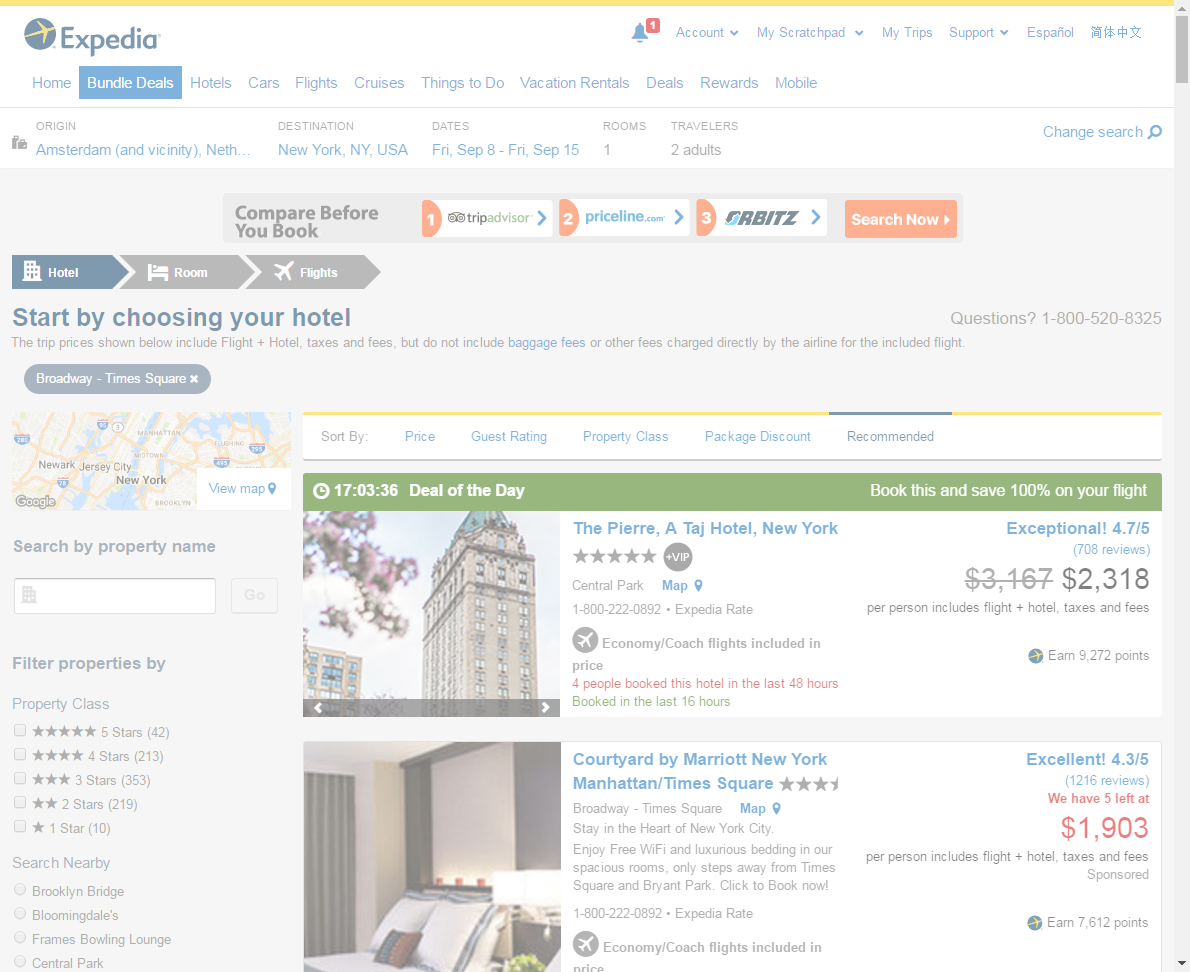 Expedia
1
Account
My Scratchpad
My Trips
Support
Español
简体中文
Home
Bundle Deals
Hotels
Cars
Flights
Cruises
Things to Do
Vacation Rentals
Deals
Rewards
Mobile
ORIGIN
Amsterdam (and vicinity), Neth...
DESTINATION
New York, NY, USA
DATES
Fri, Sep 8 - Fri, Sep 15
ROOMS
1
TRAVELERS
2 adults
Change search
Compare Before
You Book
1 tripadvisor
2 priceline.com
3 ORBITZ
Search Now
Hotel
Room
Flights
Start by choosing your hotel
Questions? 1-800-520-8325
The trip prices shown below include Flight + Hotel, taxes and fees, but do not include baggage fees or other fees charged directly by the airline for the included flight.
Broadway - Times Square ×
MANHATTAN
FLUSHING
MIDTOWN
Newark
Jersey City
New York
BROOKLYN
Google
280
95
3
495
295
78
View map
Sort By:
Price
Guest Rating
Property Class
Package Discount
Recommended
Search by property name
Go
Filter properties by
Property Class
★★★★★ 5 Stars (42)
★★★★ 4 Stars (213)
★★★ 3 Stars (353)
★★ 2 Stars (219)
★ 1 Star (10)
Search Nearby
Brooklyn Bridge
Bloomingdale's
Frames Bowling Lounge
Central Park
17:03:36 Deal of the Day
Book this and save 100% on your flight
The Pierre, A Taj Hotel, New York
+VIP
Central Park Map
1-800-222-0892 • Expedia Rate
Economy/Coach flights included in
price
4 people booked this hotel in the last 48 hours
Booked in the last 16 hours
Exceptional! 4.7/5
(708 reviews)
$3,167 $2,318
per person includes flight + hotel, taxes and fees
Earn 9,272 points
Courtyard by Marriott New York
Manhattan/Times Square
Broadway - Times Square Map
Stay in the Heart of New York City.
Enjoy Free WiFi and luxurious bedding in our
spacious rooms, only steps away from Times
Square and Bryant Park. Click to Book now!
1-800-222-0892 • Expedia Rate
Economy/Coach flights included in
price
Excellent! 4.3/5
(1216 reviews)
We have 5 left at
$1,903
per person includes flight + hotel, taxes and fees
Sponsored
Earn 7,612 points